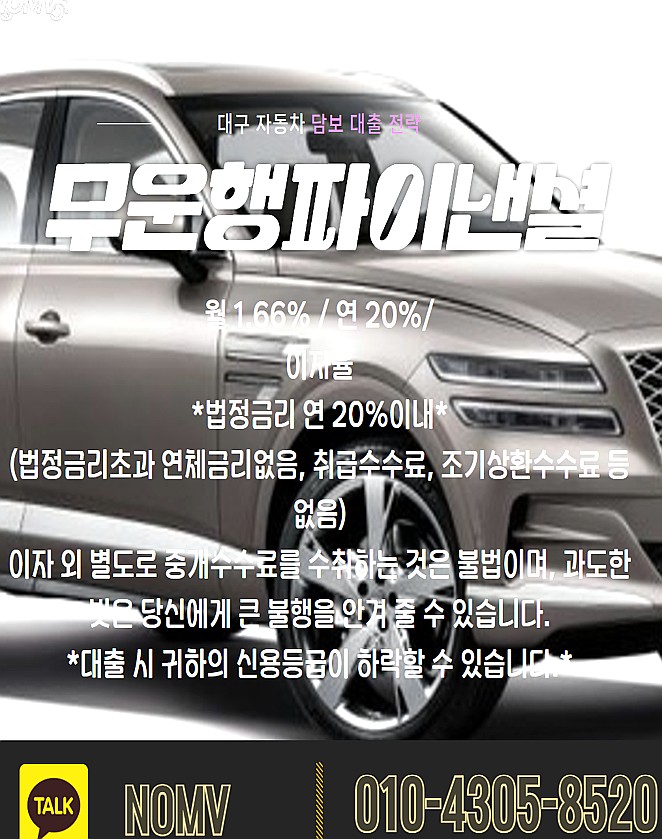 대구 자동차 담보 대출 전략
무운행파이낸셜
월 1.66% / 연 20%/
이자율
*법정금리 연 20%이내*
(법정금리초과 연체금리없음, 취급수수료, 조기상환수수료 등
없음)
이자 외 별도로 중개수수료를 수취하는 것은 불법이며, 과도한
빚은 당신에게 큰 불행을 안겨 줄 수 있습니다.
*대출 시 귀하의 신용등급이 하락할 수 있습니다.*
TALK NOMV 010-4305-8520